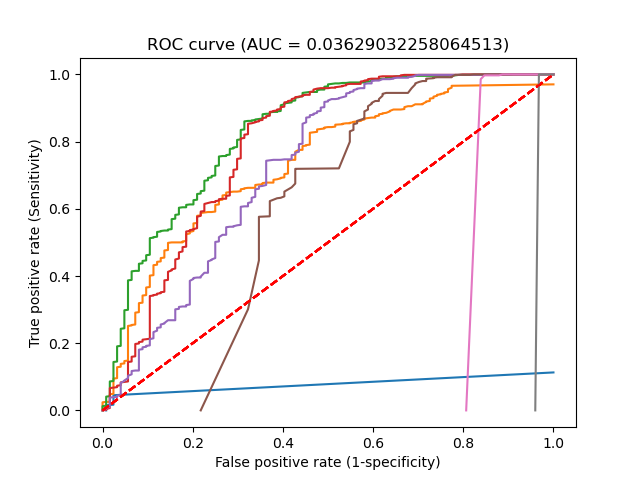 ROC curve (AUC = 0.03629032258064513)
True positive rate (Sensitivity)
1.0
0.8
0.6
0.4
0.2
0.0
0.0 0.2 0.4 0.6 0.8 1.0
False positive rate (1-specificity)